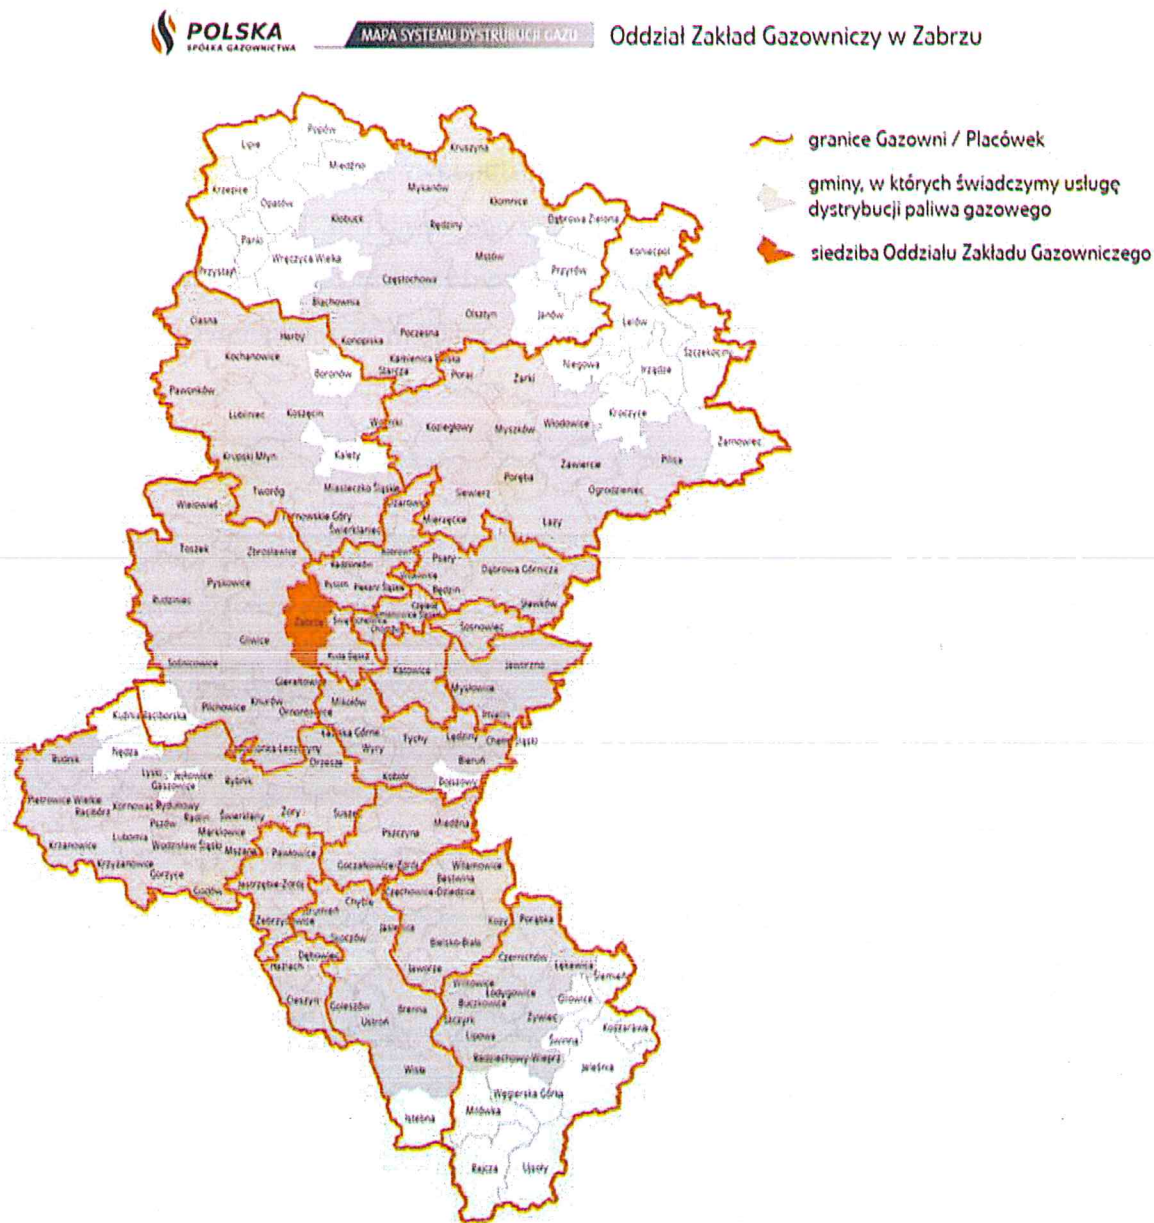 POLSKA
SPÓŁKA GAZOWNICTWA
MAPA SYSTEMU DYSTRUBUCJI GAZU
Oddział Zakład Gazowniczy w Zabrzu
granice Gazowni / Placówek
gminy, w których świadczymy usługę
dystrybucji paliwa gazowego
siedziba Oddziału Zakładu Gazowniczego
Popów
Lipie
Kruszyna
Miedźno
Krzepice
Mykanów
Opatów
Kłomnice
Kłobuck
Rędziny
Dąbrowa Zielona
Panki
Koniecpol
Wręczyca Wielka
Mstów
Przystajń
Częstochowa
Przyrów
Blachownia
Olsztyn
Janów
Ciasna
Lelów
Herby
Konopiska
Poczesna
Kochanowice
Kamienica Polska
Szczekociny
Boronów
Starcza
Poraj
Żarki
Niegowa
Irządze
Pawonków
Lubliniec
Koszęcin
Kroczyce
Woźniki
Koziegłowy
Myszków
Włodowice
Żarnowiec
Krupski Młyn
Kalety
Zawiercie
Pilica
Poręba
Tworóg
Miasteczko Śląskie
Siewierz
Ogrodzieniec
Wielowieś
Ożarowice
Tarnowskie Góry
Mierzęcice
Łazy
Świerklaniec
Toszek
Zbrosławice
Bobrowniki
Radzionków
Psary
Dąbrowa Górnicza
Pyskowice
Bytom
Piekary Śląskie
Wojkowice
Będzin
Rudziniec
Czeladź
Sławków
Zabrze
Świętochłowice
Siemianowice Śląskie
Chorzów
Sosnowiec
Gliwice
Ruda Śląska
Sośnicowice
Katowice
Jaworzno
Gierałtowice
Mysłowice
Knurów
Mikołów
Pilchowice
Ornontowice
Imielin
Kuźnia Raciborska
Łaziska Górne
Tychy
Lędziny
Chełm Śląski
Nędza
Czerwionka-Leszczyny
Wyry
Rudnik
Orzesze
Bieruń
Lyski
Jejkowice
Rybnik
Kobiór
Bojszowy
Gaszowice
Pietrowice Wielkie
Kornowac
Rydułtowy
Racibórz
Radlin
Świerklany
Żory
Suszec
Pszów
Miedźna
Marklowice
Pszczyna
Lubomia
Krzanowice
Wodzisław Śląski
Mszana
Pawłowice
Krzyżanowice
Goczałkowice-Zdrój
Wilamowice
Gorzyce
Bestwina
Godów
Jastrzębie-Zdrój
Czechowice-Dziedzice
Chybie
Strumień
Zebrzydowice
Jasienica
Kozy
Porąbka
Skoczów
Bielsko-Biała
Dębowiec
Czernichów
Hażlach
Jaworze
Łękawica
Ślemień
Wilkowice
Łodygowice
Cieszyn
Goleszów
Brenna
Buczkowice
Gilowice
Ustroń
Szczyrk
Żywiec
Koszarawa
Lipowa
Świnna
Radziechowy-Wieprz
Wisła
Jeleśnia
Węgierska Górka
Istebna
Milówka
Rajcza
Ujsoły